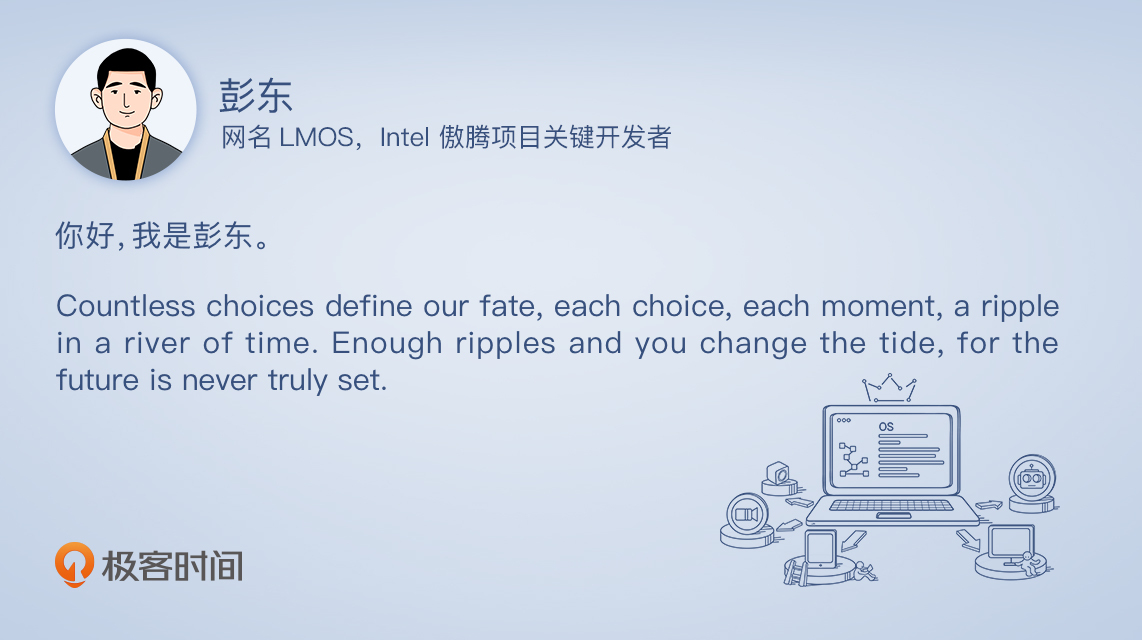 彭东
网名 LMOS，Intel 傲腾项目关键开发者
你好，我是彭东。
Countless choices define our fate, each choice, each moment, a ripple
in a river of time. Enough ripples and you change the tide, for the
future is never truly set.
OS
极客时间